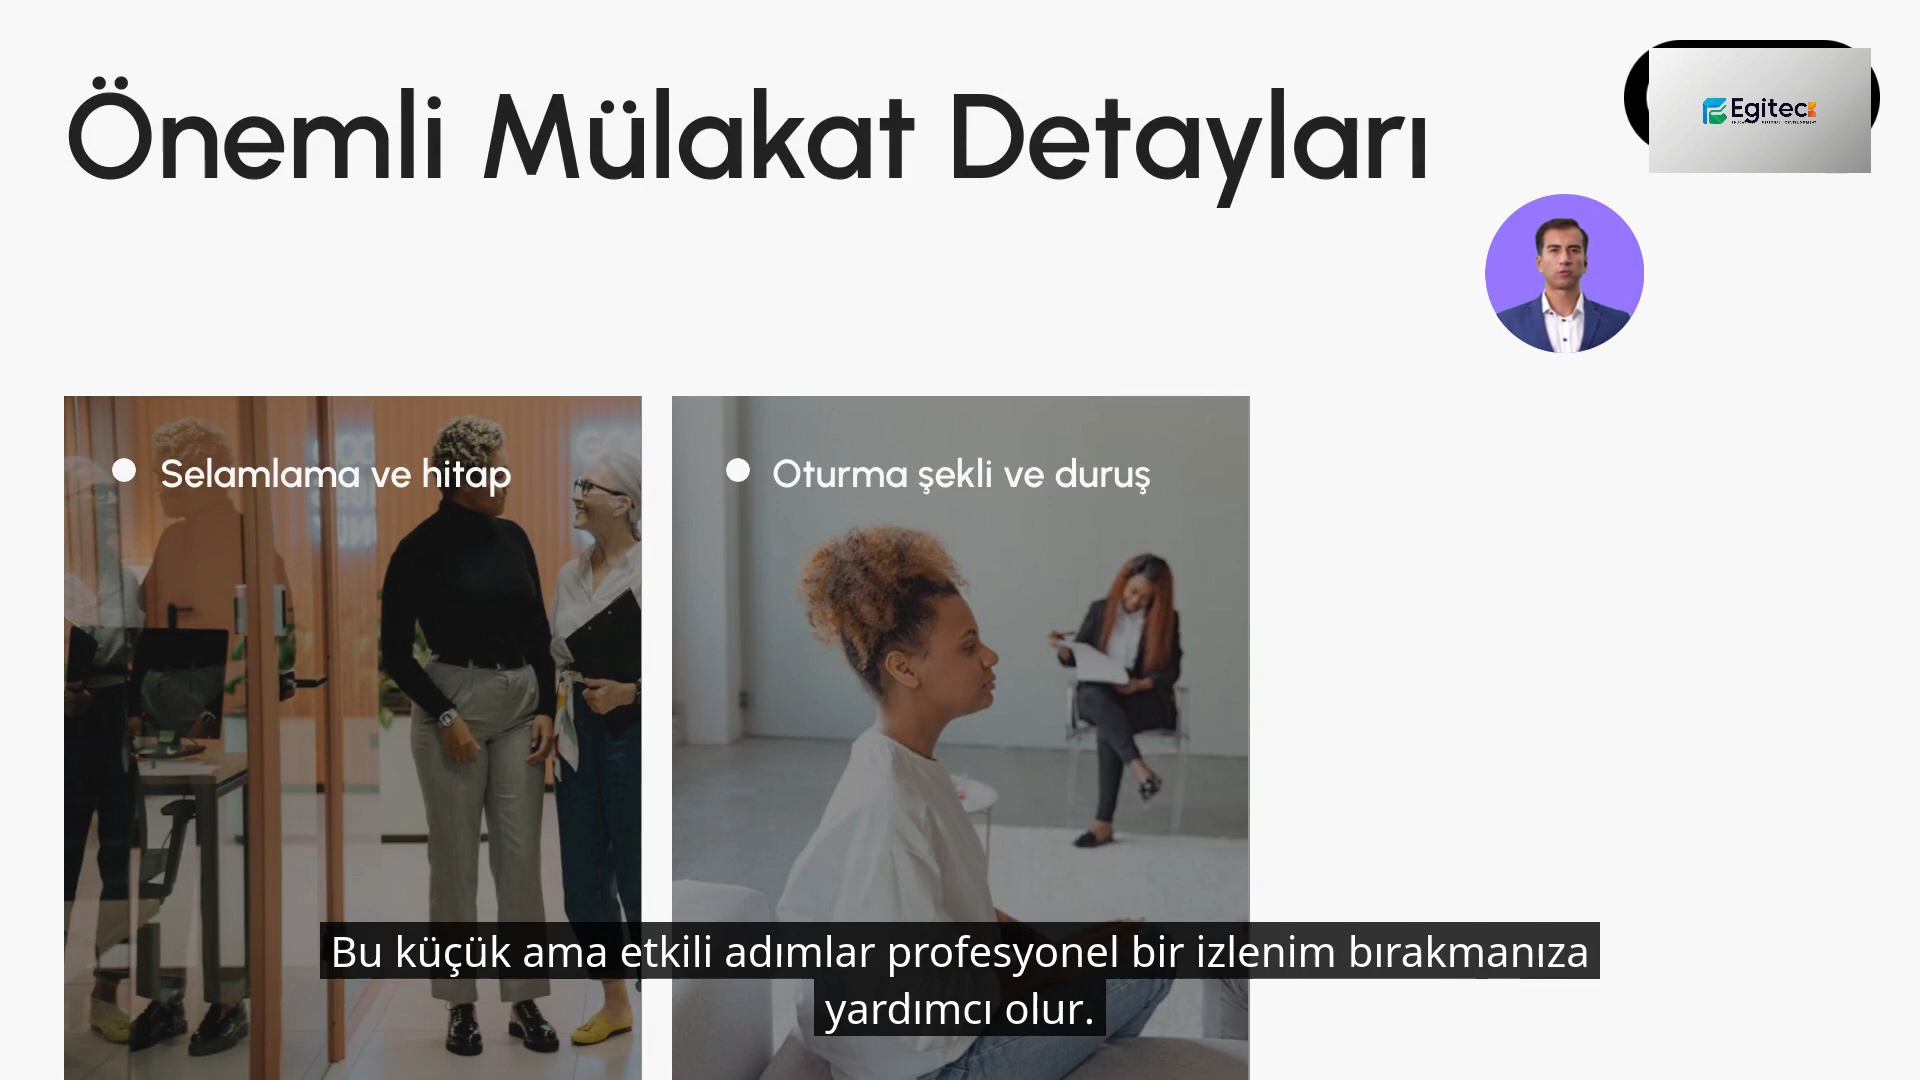 Önemli Mülakat Detayları
Egitec
Selamlama ve hitap
Oturma şekli ve duruş
Bu küçük ama etkili adımlar profesyonel bir izlenim bırakmanıza
yardımcı olur.